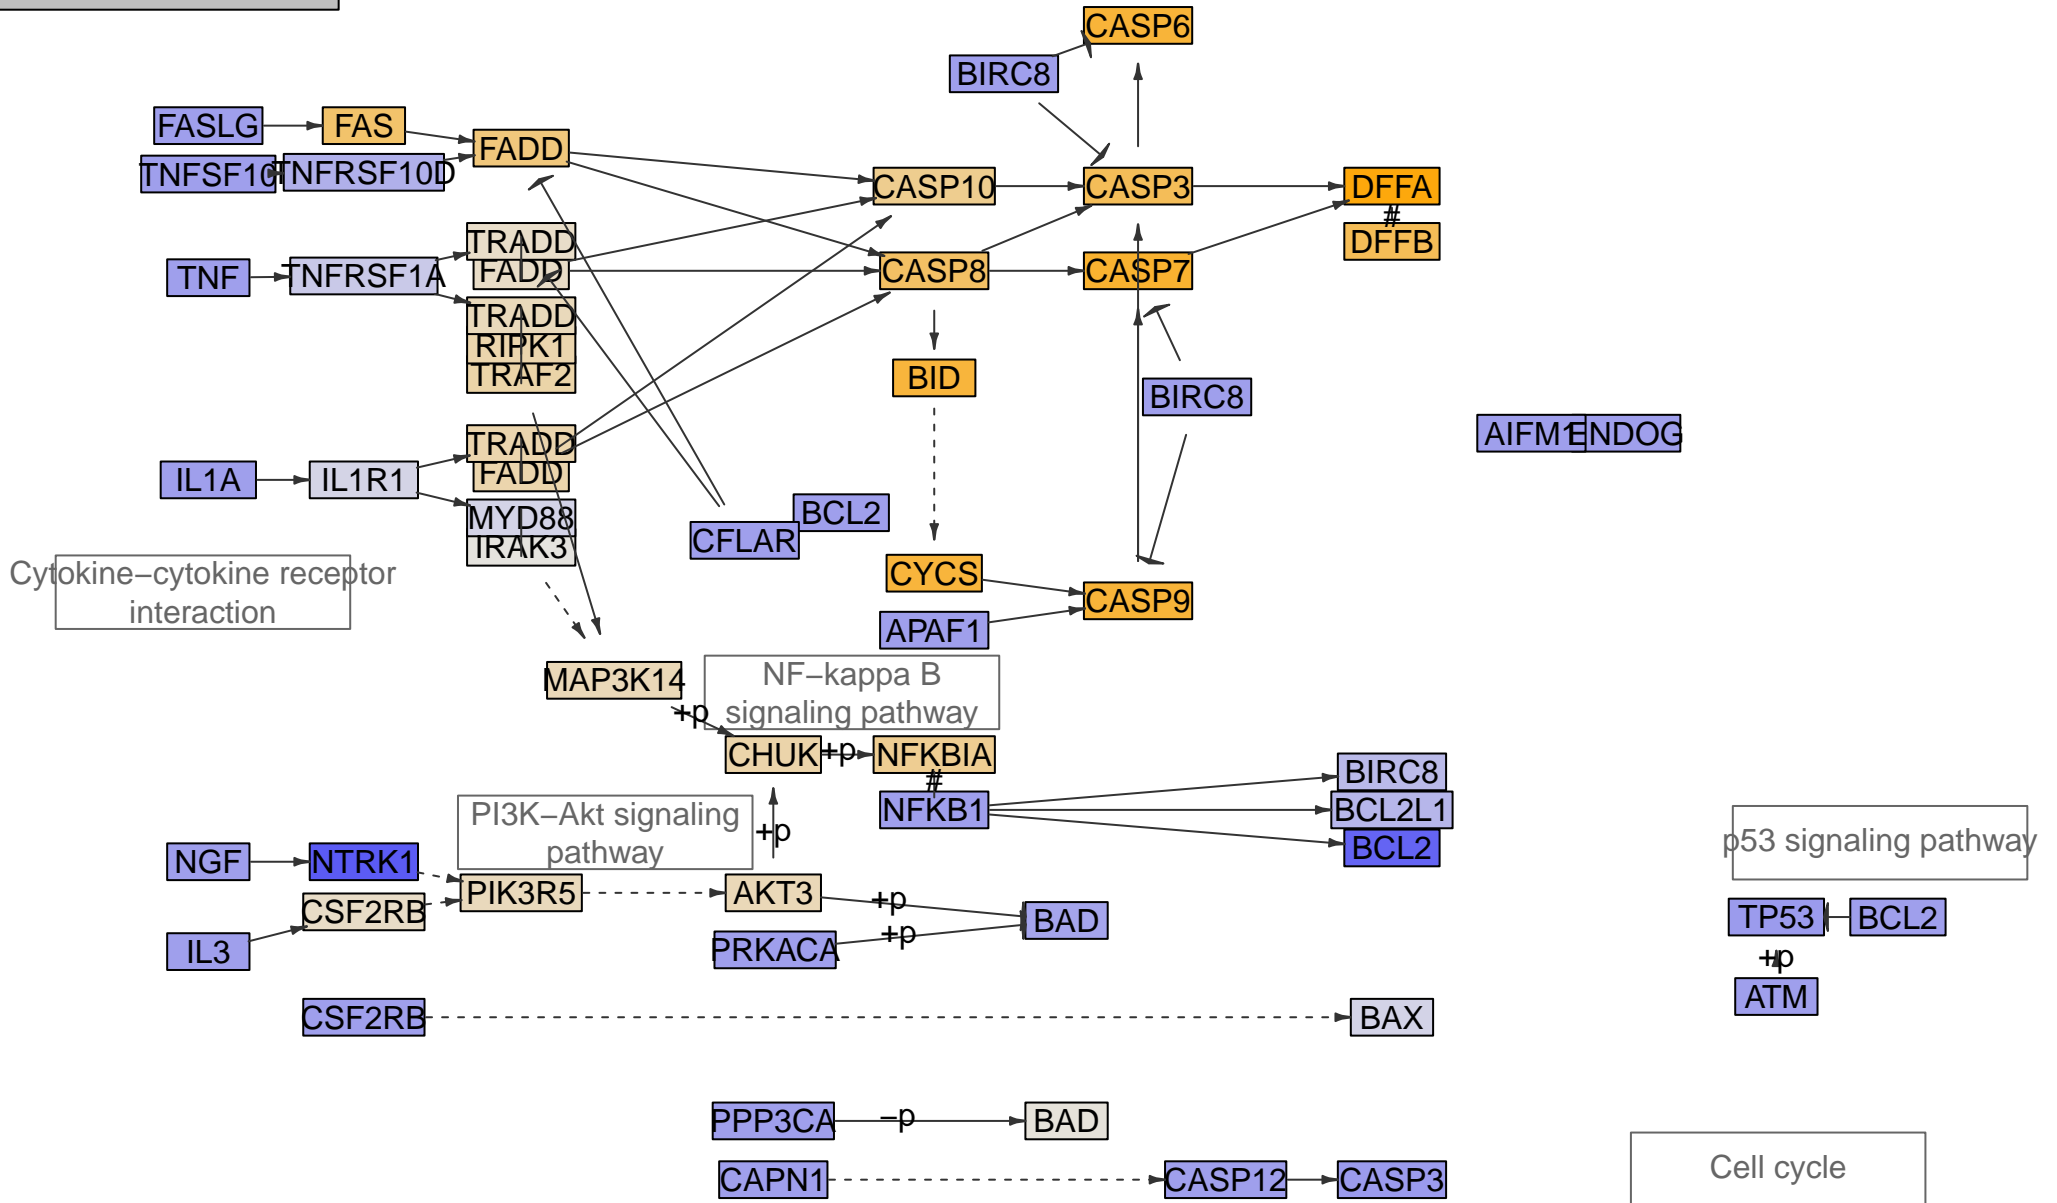 CASP6
BIRC8
FASLG
FAS
FADD
TNFSF10
TNFRSF10D
CASP10
CASP3
DFFA
#
DFFB
TRADD
FADD
TNF
TNFRSF1A
CASP8
CASP7
TRADD
RIPK1
TRAF2
BID
BIRC8
TRADD
FADD
AIFM1
ENDOG
IL1A
IL1R1
MYD88
IRAK3
BCL2
CFLAR
Cytokine–cytokine receptor
interaction
CYCS
CASP9
APAF1
MAP3K14
NF–kappa B
signaling pathway
+p
CHUK
+p
NFKBIA
#
NFKB1
BIRC8
BCL2L1
BCL2
PI3K–Akt signaling
pathway
+p
p53 signaling pathway
NGF
NTRK1
PIK3R5
AKT3
+p
CSF2RB
BAD
TP53
BCL2
IL3
PRKACA
+p
+p
ATM
CSF2RB
BAX
PPP3CA
–p
BAD
CAPN1
CASP12
CASP3
Cell cycle